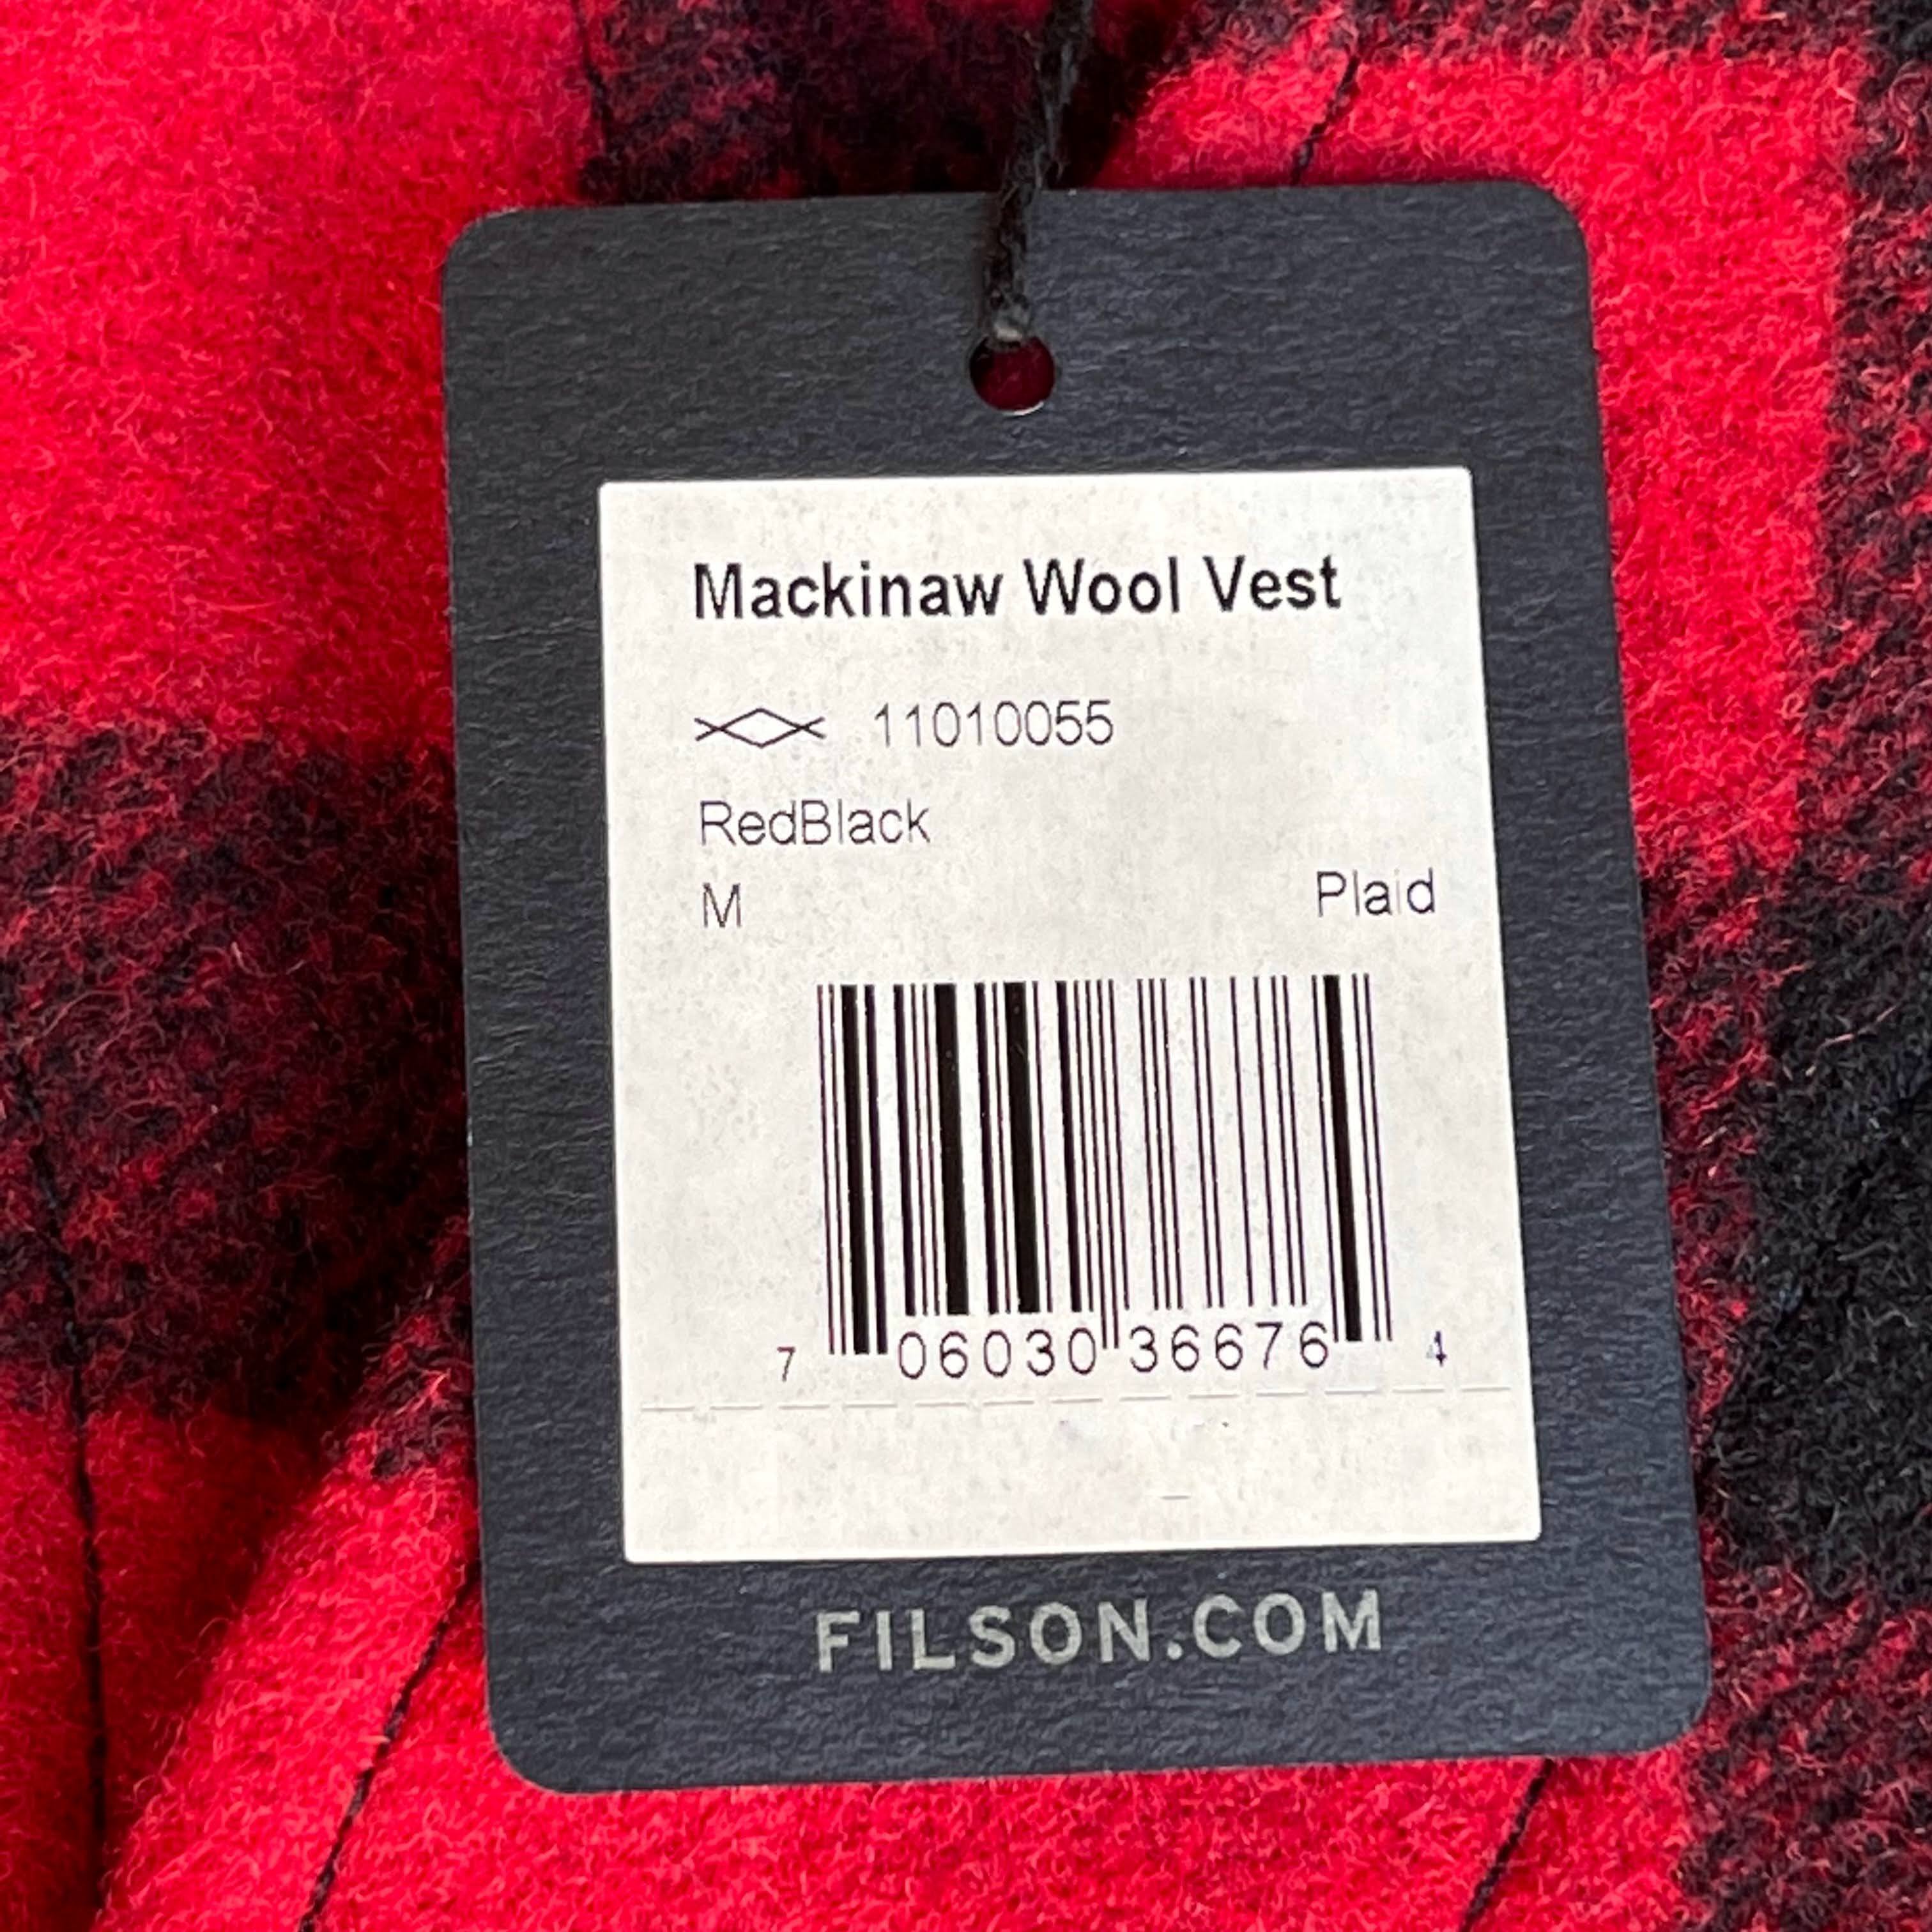 Mackinaw Wool Vest
11010055
RedBlack
M Plaid
7 06030 36676 4
FILSON.COM